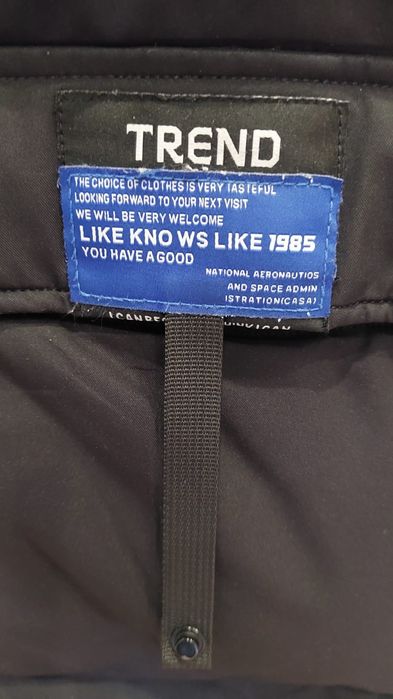 TREND
THE CHOICE OF CLOTHES IS VERY TASTEFUL
LOOKING FORWARD TO YOUR NEXT VISIT
WE WILL BE VERY WELCOME
LIKE KNO WS LIKE 1985
YOU HAVE A GOOD
NATIONAL AERONAUTIOS
AND SPACE ADMIN
ISTRATION(CASA)
I CAN